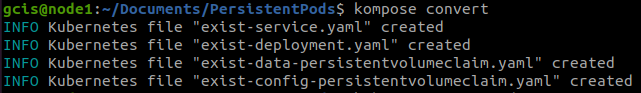 gcis@node1:~/Documents/PersistentPods$ kompose convert
INFO Kubernetes file "exist-service.yaml" created
INFO Kubernetes file "exist-deployment.yaml" created
INFO Kubernetes file "exist-data-persistentvolumeclaim.yaml" created
INFO Kubernetes file "exist-config-persistentvolumeclaim.yaml" created